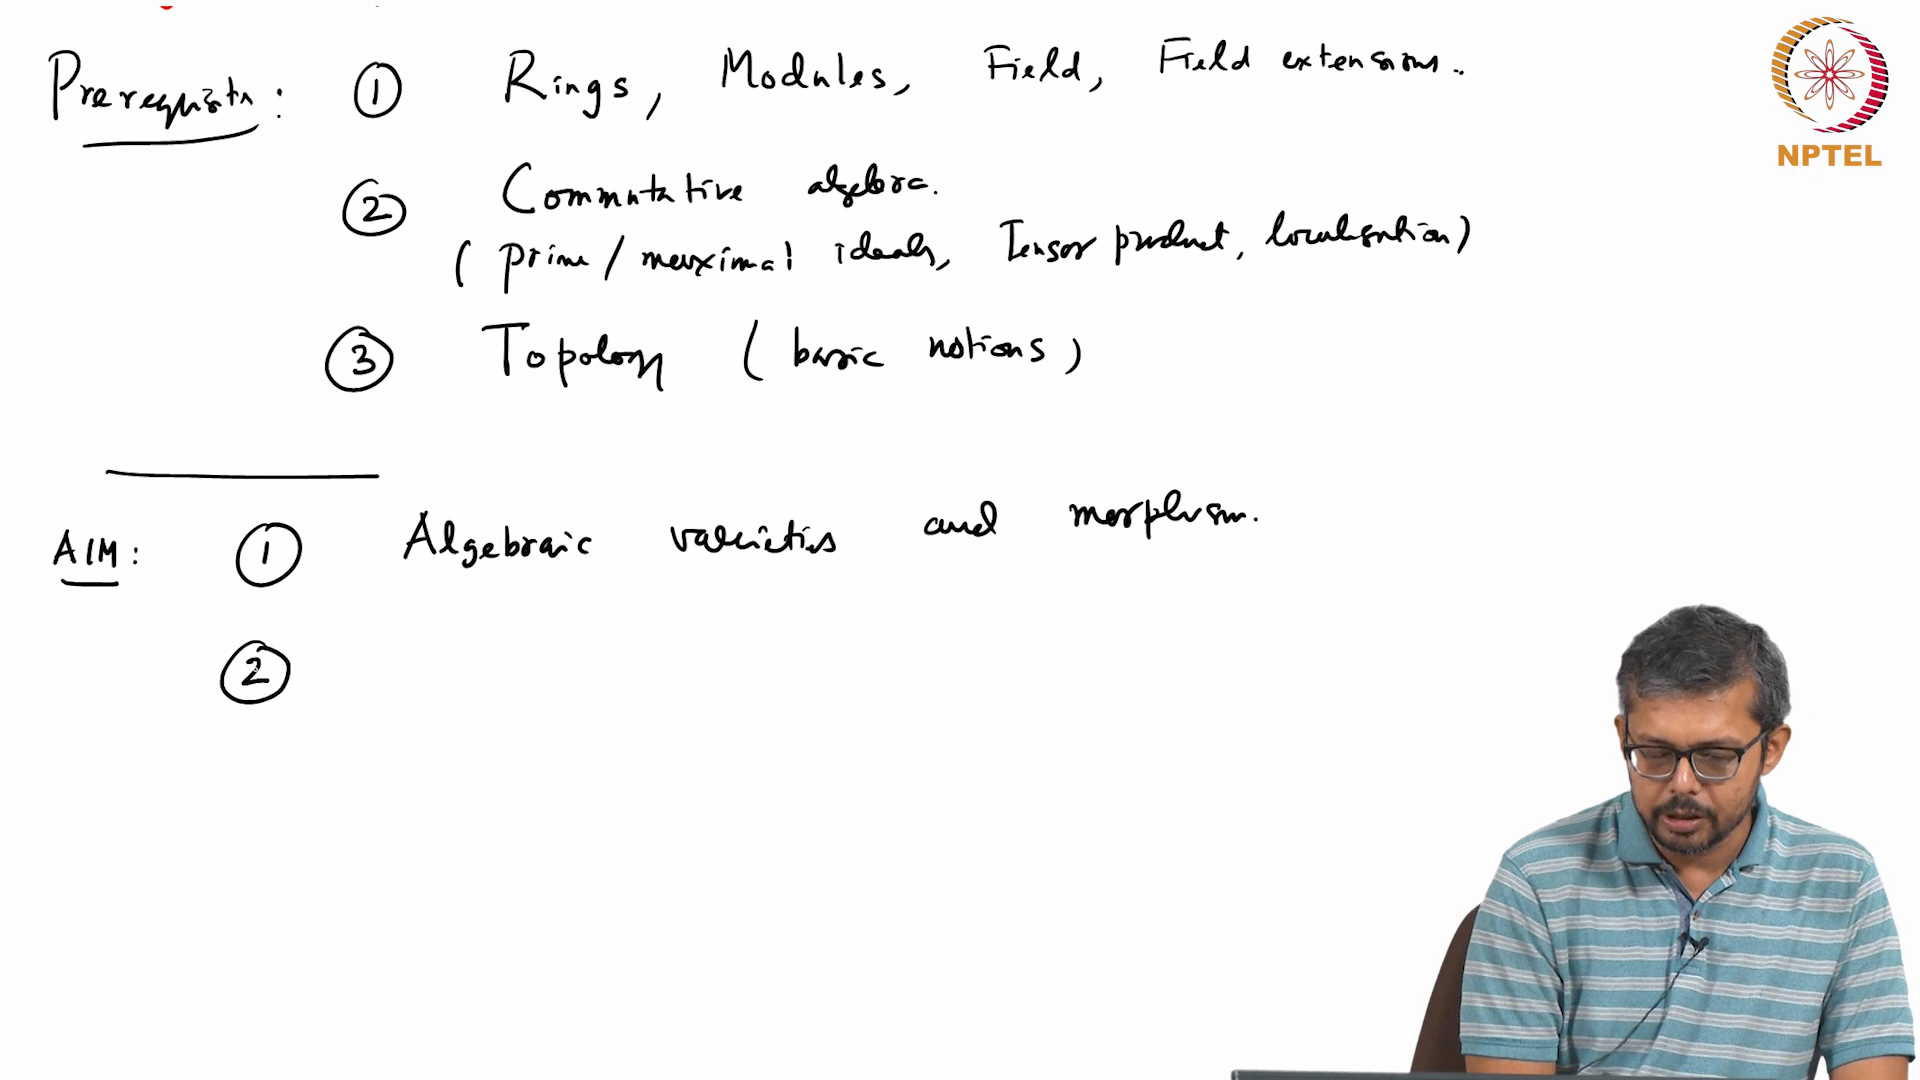 Prerequisite: ① Rings, Modules, Field, Field extensions.
② Commutative algebra.
(prime/maximal ideals, Tensor product, localisation)
③ Topology (basic notions)
AIM: ① Algebraic varieties and morphism.
②
NPTEL